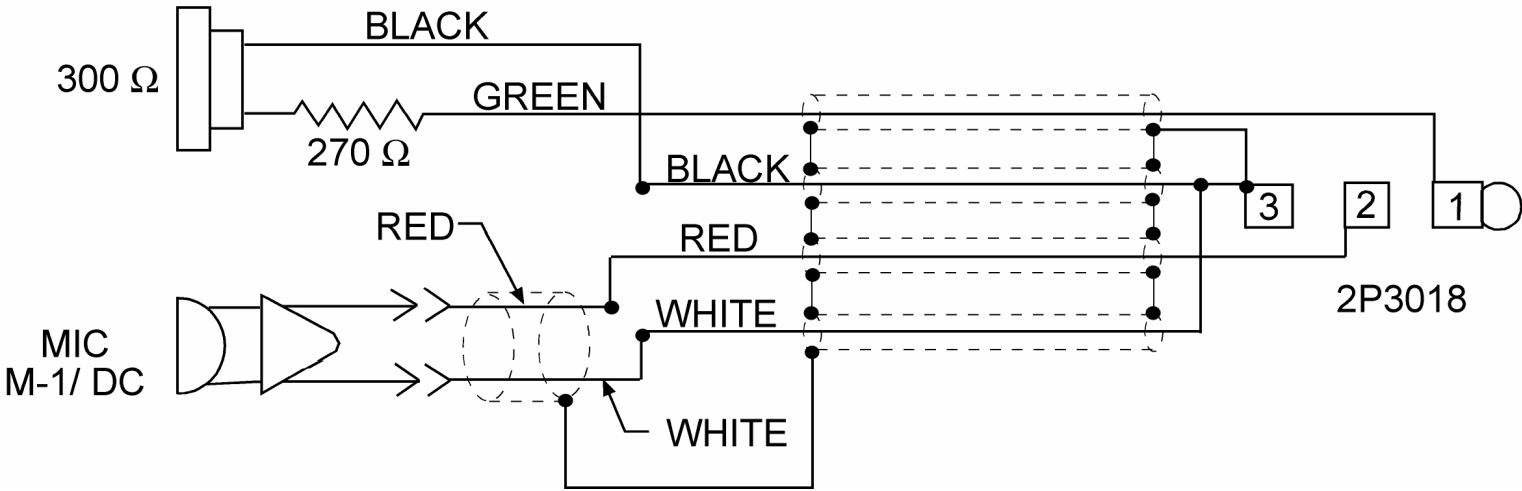 BLACK
300 Ω
GREEN
270 Ω
BLACK
3
2
1
RED
RED
2P3018
WHITE
MIC
M-1/ DC
WHITE